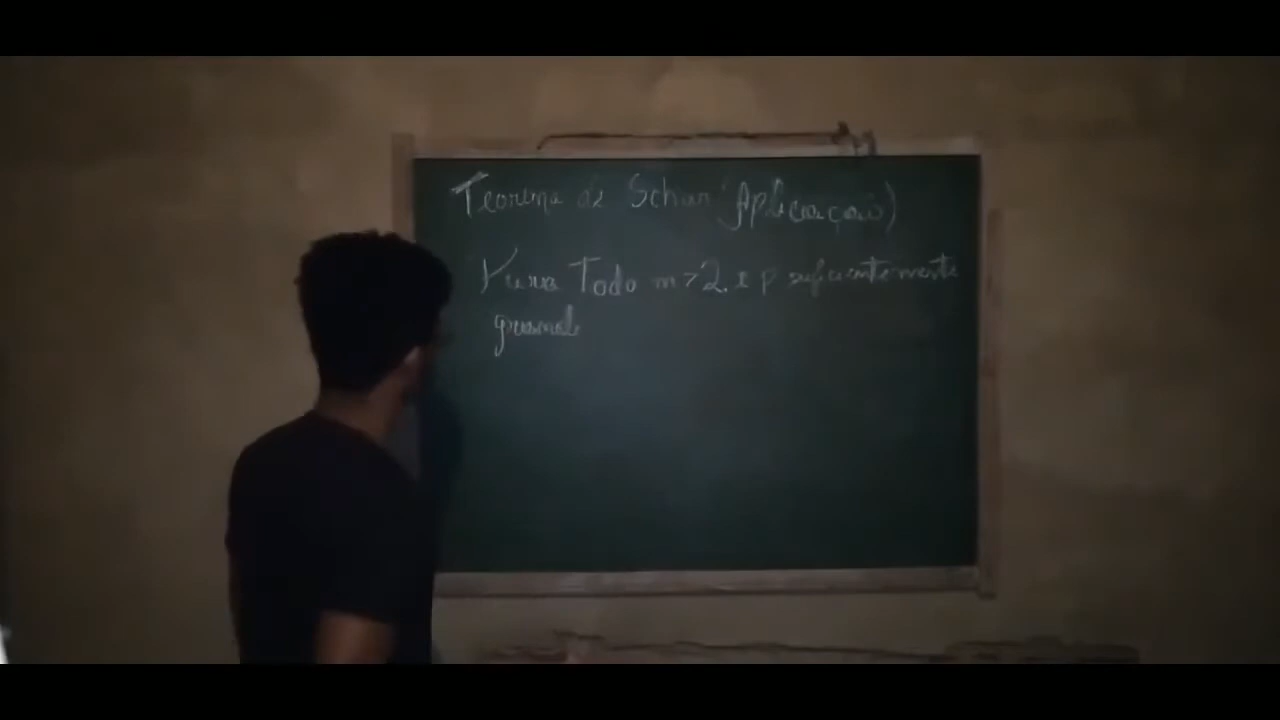 Teorema de Schur (Aplicação)
Para Todo m > 2. e p suficientemente
grande